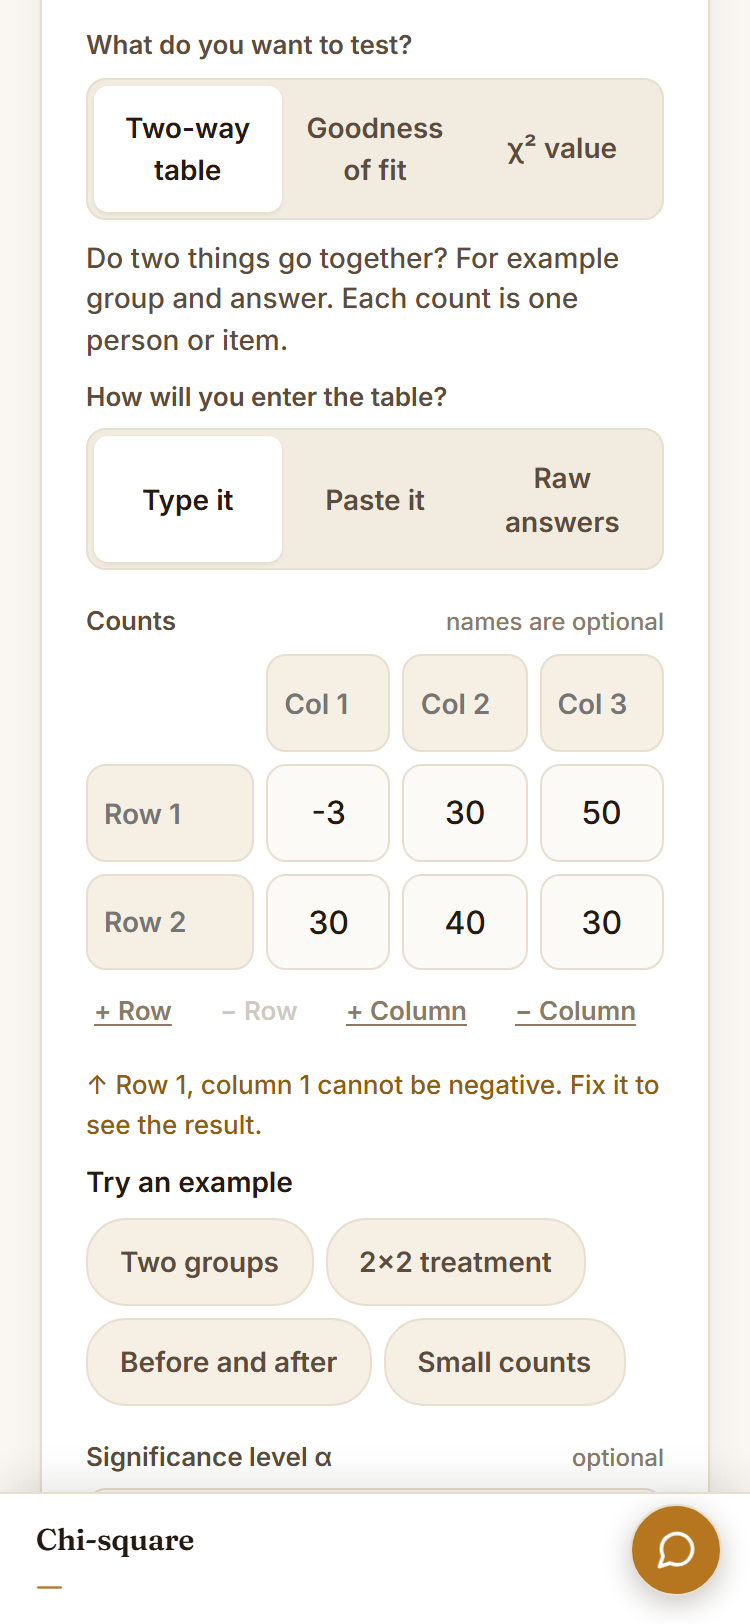 What do you want to test?
Two-way
table
Goodness
of fit
χ² value
Do two things go together? For example
group and answer. Each count is one
person or item.
How will you enter the table?
Type it
Paste it
Raw
answers
Counts
names are optional
Col 1
Col 2
Col 3
Row 1
-3
30
50
Row 2
30
40
30
+ Row
− Row
+ Column
− Column
↑ Row 1, column 1 cannot be negative. Fix it to
see the result.
Try an example
Two groups
2×2 treatment
Before and after
Small counts
Significance level α
optional
Chi-square
—